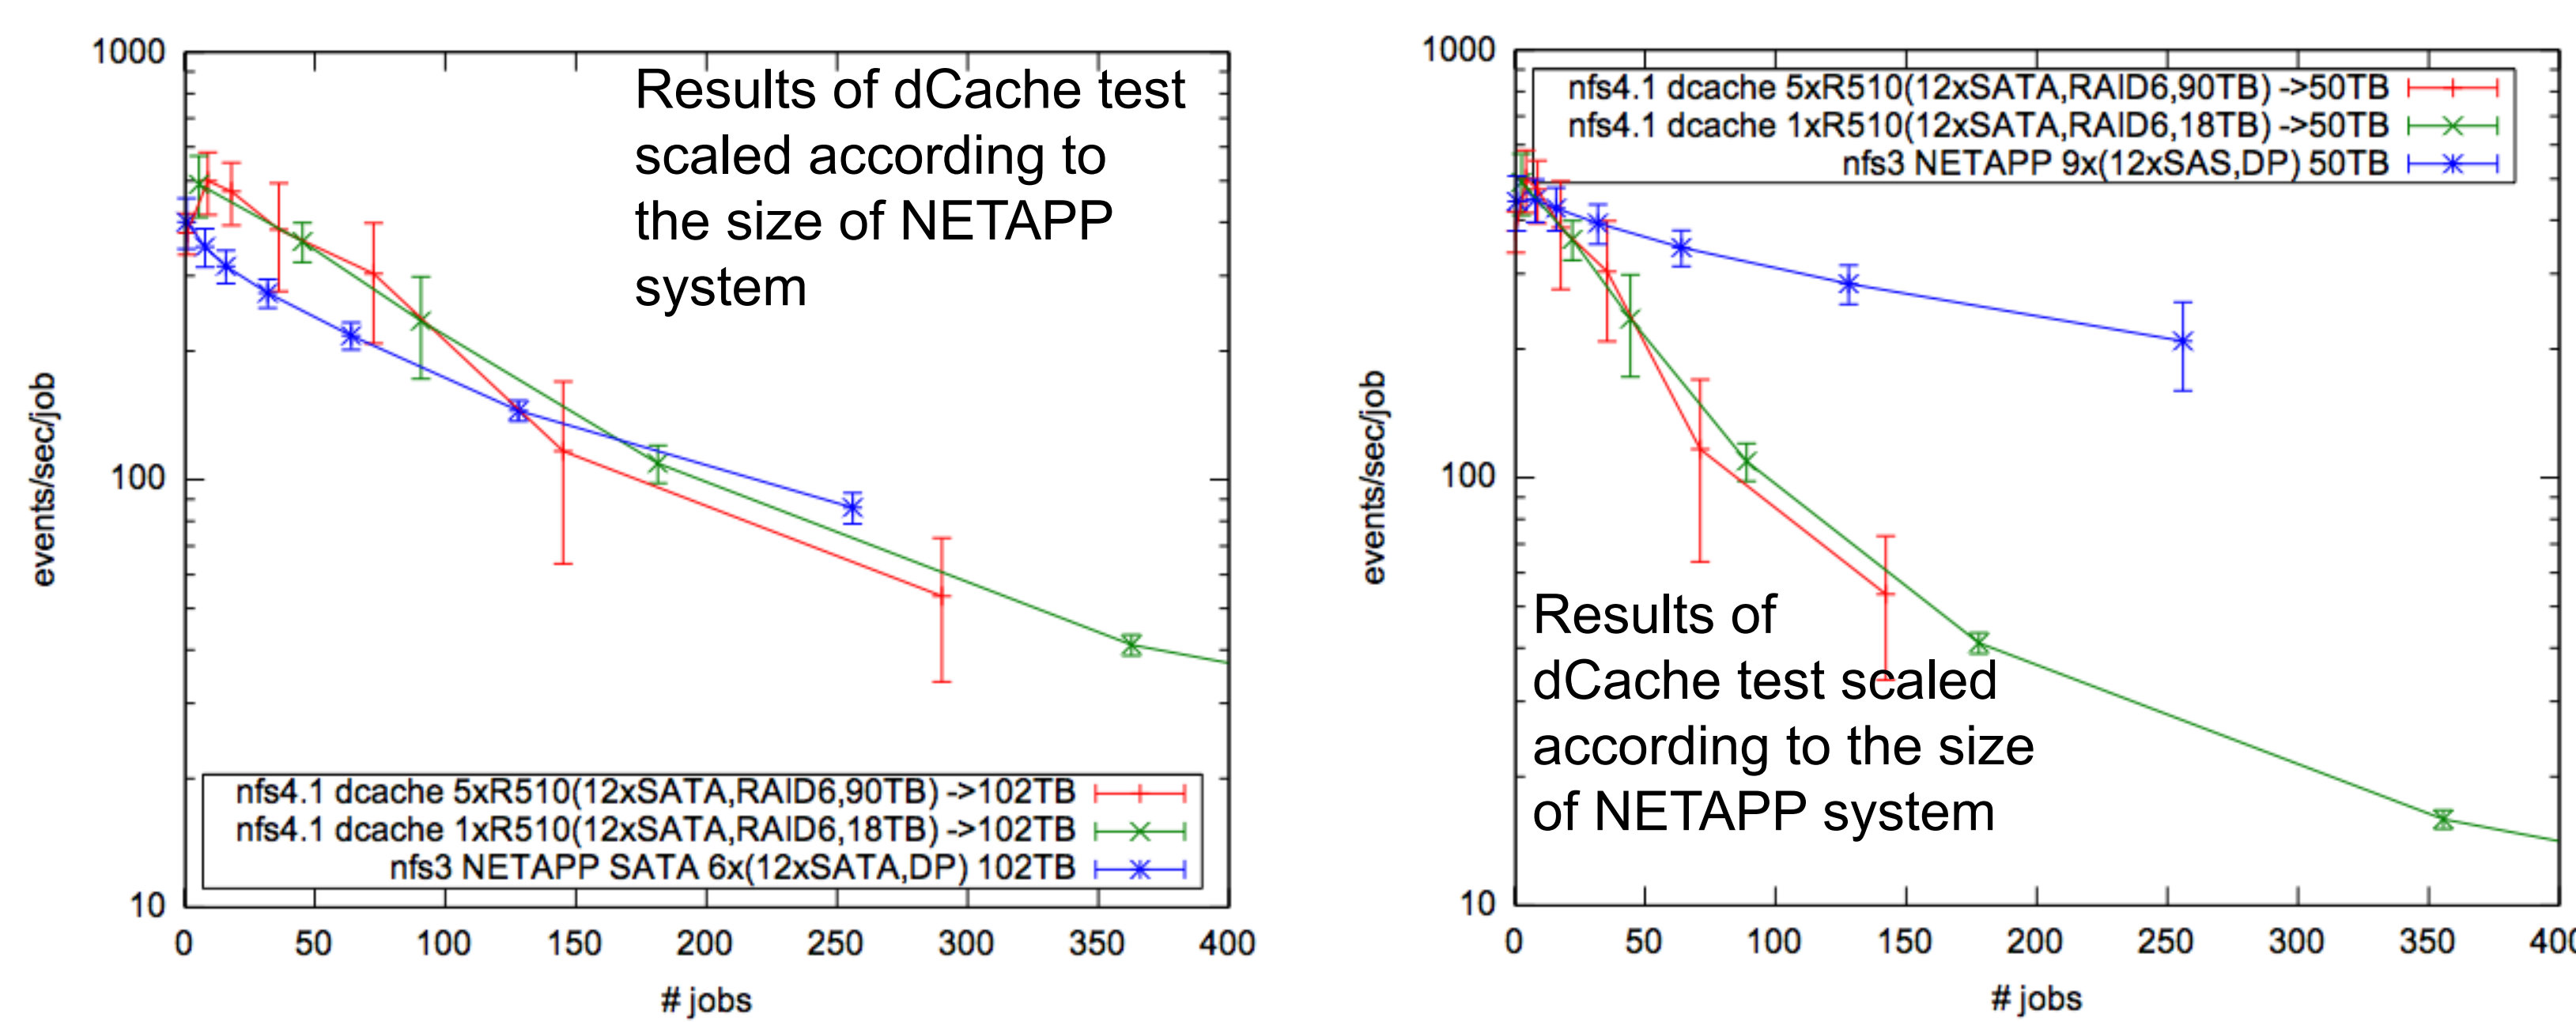 1000
Results of dCache test
scaled according to
the size of NETAPP
system
100
events/sec/job
nfs4.1 dcache 5xR510(12xSATA,RAID6,90TB) ->102TB
nfs4.1 dcache 1xR510(12xSATA,RAID6,18TB) ->102TB
nfs3 NETAPP SATA 6x(12xSATA,DP) 102TB
10
0 50 100 150 200 250 300 350 400
# jobs
1000
nfs4.1 dcache 5xR510(12xSATA,RAID6,90TB) ->50TB
nfs4.1 dcache 1xR510(12xSATA,RAID6,18TB) ->50TB
nfs3 NETAPP 9x(12xSAS,DP) 50TB
100
events/sec/job
Results of
dCache test scaled
according to the size
of NETAPP system
10
0 50 100 150 200 250 300 350 400
# jobs